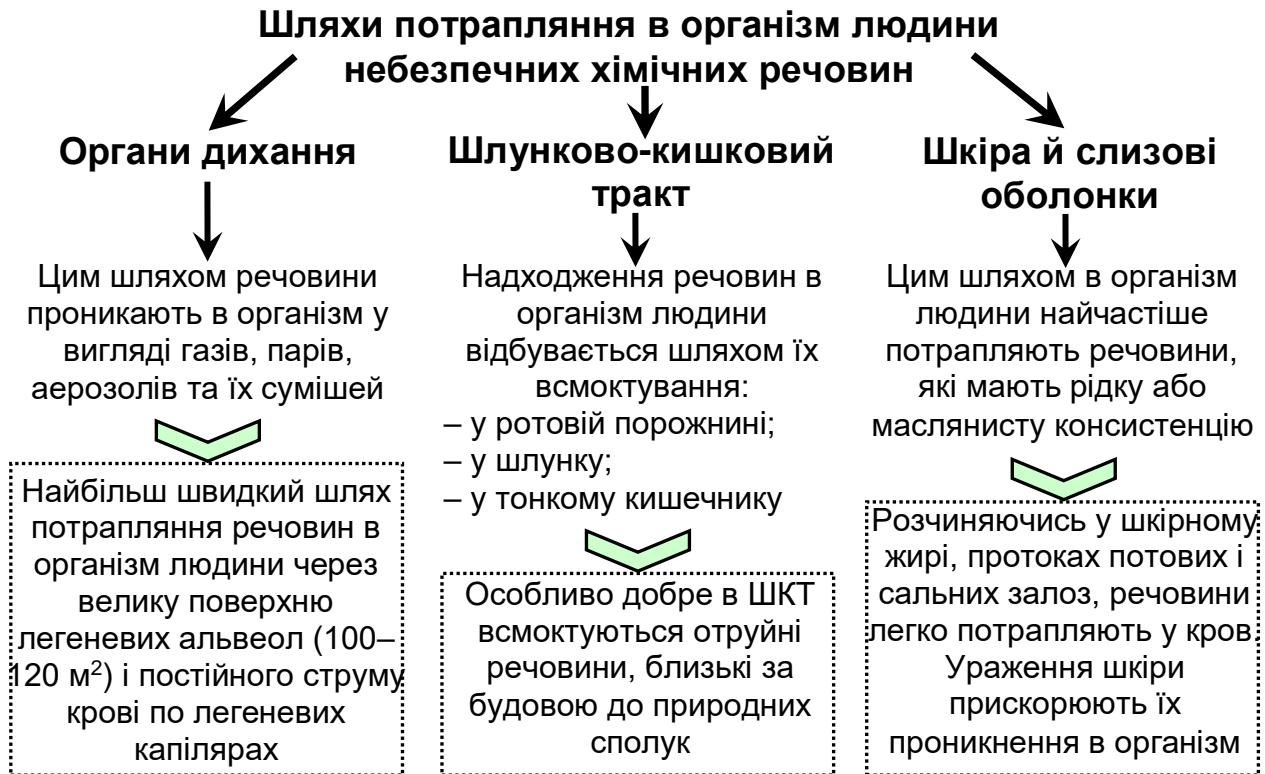 Шляхи потрапляння в організм людини
небезпечних хімічних речовин
Органи дихання
Цим шляхом речовини
проникають в організм у
вигляді газів, парів,
аерозолів та їх сумішей
Найбільш швидкий шлях
потрапляння речовин в
організм людини через
велику поверхню
легеневих альвеол (100–
120 м²) і постійного струму
крові по легеневих
капілярах
Шлунково-кишковий
тракт
Надходження речовин в
організм людини
відбувається шляхом їх
всмоктування:
– у ротовій порожнині;
– у шлунку;
– у тонкому кишечнику
Особливо добре в ШКТ
всмоктуються отруйні
речовини, близькі за
будовою до природних
сполук
Шкіра й слизові
оболонки
Цим шляхом в організм
людини найчастіше
потрапляють речовини,
які мають рідку або
маслянисту консистенцію
Розчиняючись у шкірному
жирі, протоках потових і
сальних залоз, речовини
легко потрапляють у кров.
Ураження шкіри
прискорюють їх
проникнення в організм